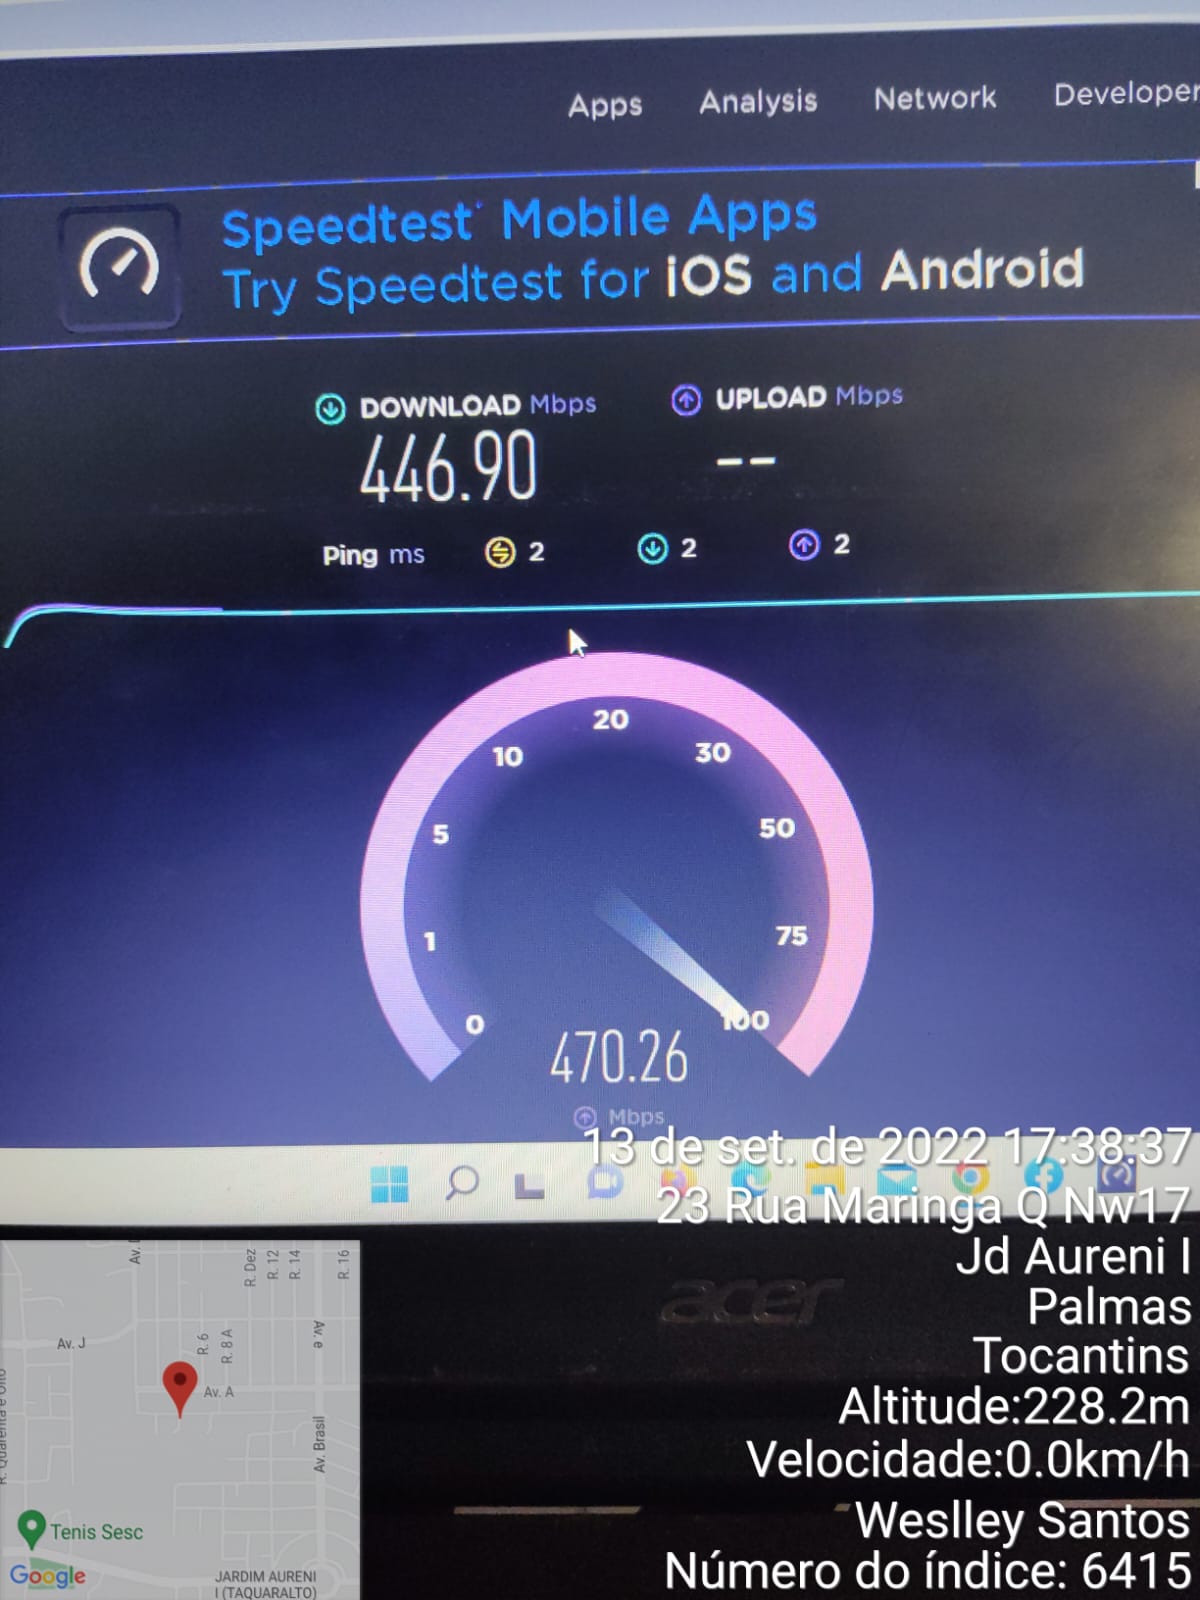 Apps Analysis Network Developer
Speedtest® Mobile Apps
Try Speedtest for iOS and Android
DOWNLOAD Mbps
446.90
UPLOAD Mbps
--
Ping ms 2 2 2
0
1
5
10
20
30
50
75
100
470.26
Mbps
acer
13 de set. de 2022 17:38:37
23 Rua Maringa Q Nw17
Jd Aureni I
Palmas
Tocantins
Altitude:228.2m
Velocidade:0.0km/h
Weslley Santos
Número do índice: 6415
R. Dez
R. 12
R. 14
R. 16
Av. J
R. 6
R. 8 A
Av. e
Av. A
Av. Brasil
Tenis Sesc
Google
JARDIM AURENI
I (TAQUARALTO)